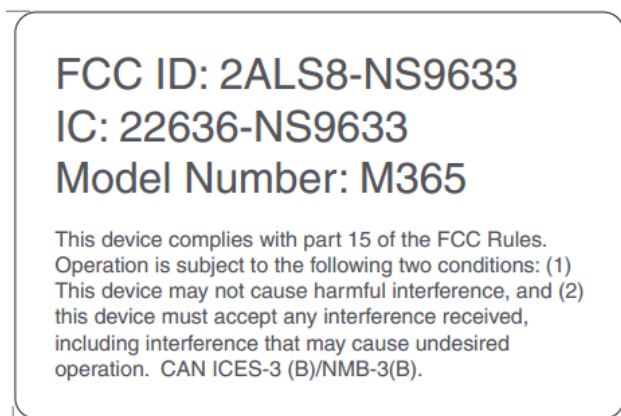 FCC ID: 2ALS8-NS9633
IC: 22636-NS9633
Model Number: M365
This device complies with part 15 of the FCC Rules.
Operation is subject to the following two conditions: (1)
This device may not cause harmful interference, and (2)
this device must accept any interference received,
including interference that may cause undesired
operation.  CAN ICES-3 (B)/NMB-3(B).